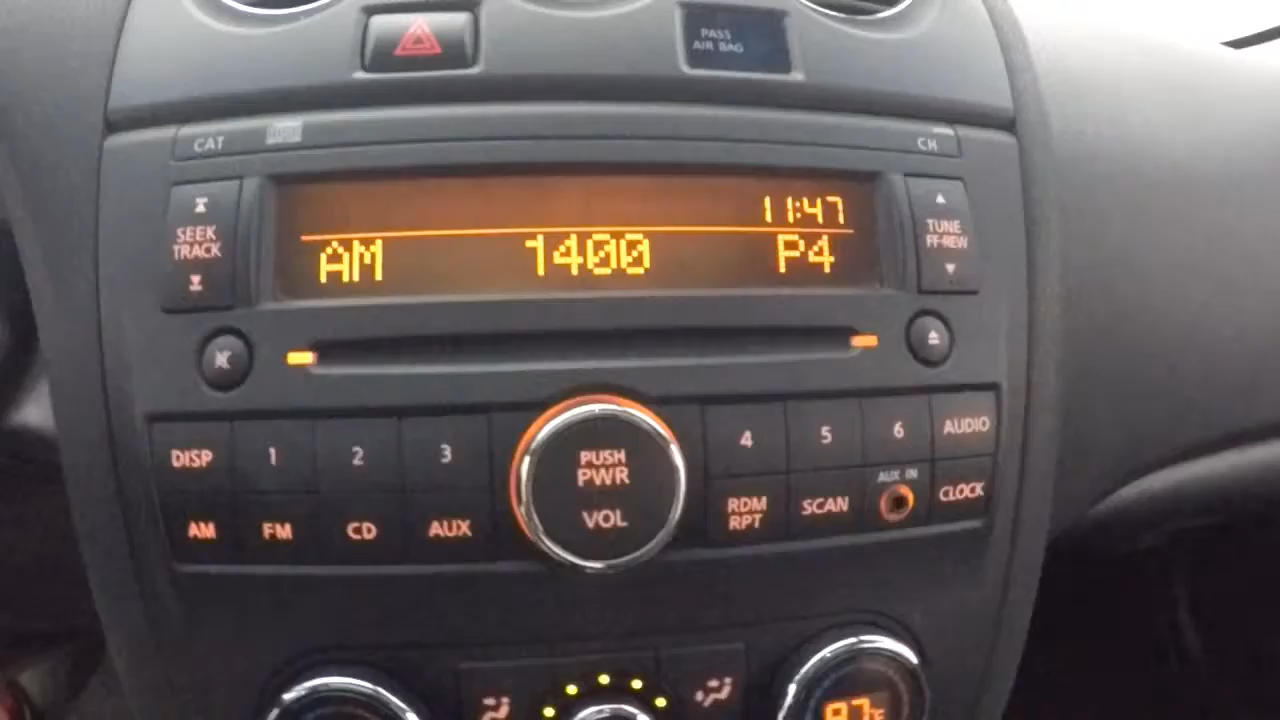 PASS
AIR BAG
CAT
CH
11:47
SEEK
TRACK
TUNE
FF·REW
AM 1400 P4
DISP 1 2 3
PUSH
PWR
VOL
4 5 6 AUDIO
AM FM CD AUX
RDM
RPT
SCAN
AUX IN
CLOCK
87°F